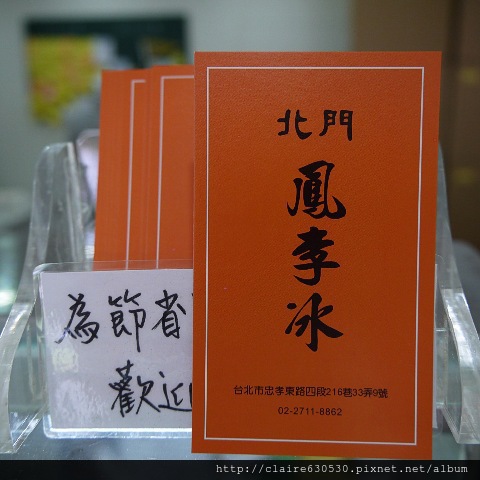 北門
鳳李冰
台北市忠孝東路四段216巷33弄9號
02-2711-8862
為節省
歡迎
http://claire630530.pixnet.net/album